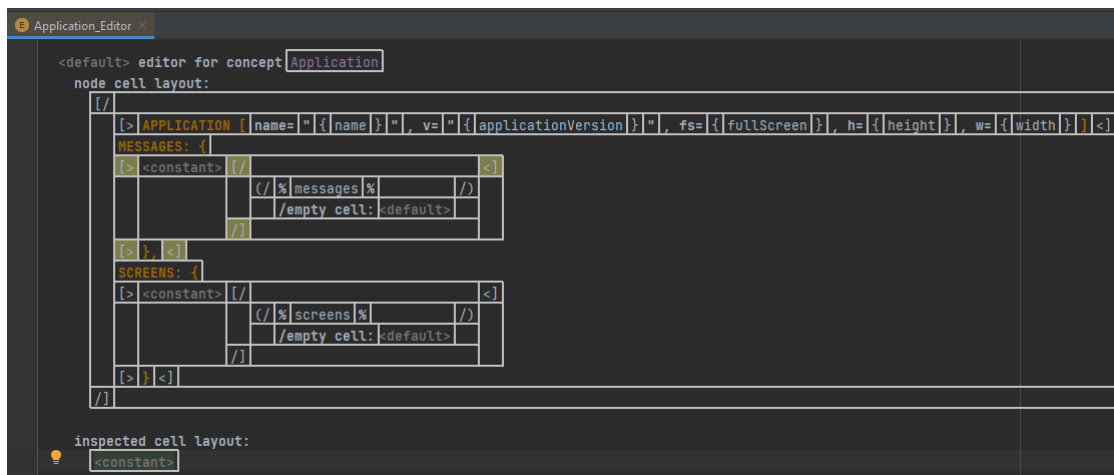 E Application_Editor ×
<default> editor for concept Application
node cell layout:
[/
[> APPLICATION [ name= " { name } " , v= " { applicationVersion } " , fs= { fullScreen } , h= { height } , w= { width } ] <]
MESSAGES: {
[> <constant> [/ <]
(/ % messages % /)
/empty cell: <default>
/]
[> }, <]
SCREENS: {
[> <constant> [/ <]
(/ % screens % /)
/empty cell: <default>
/]
[> } <]
/]
inspected cell layout:
<constant>